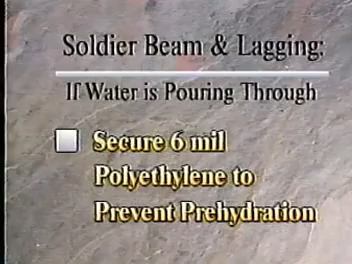 Soldier Beam & Lagging:
If Water is Pouring Through
Secure 6 mil
Polyethylene to
Prevent Prehydration